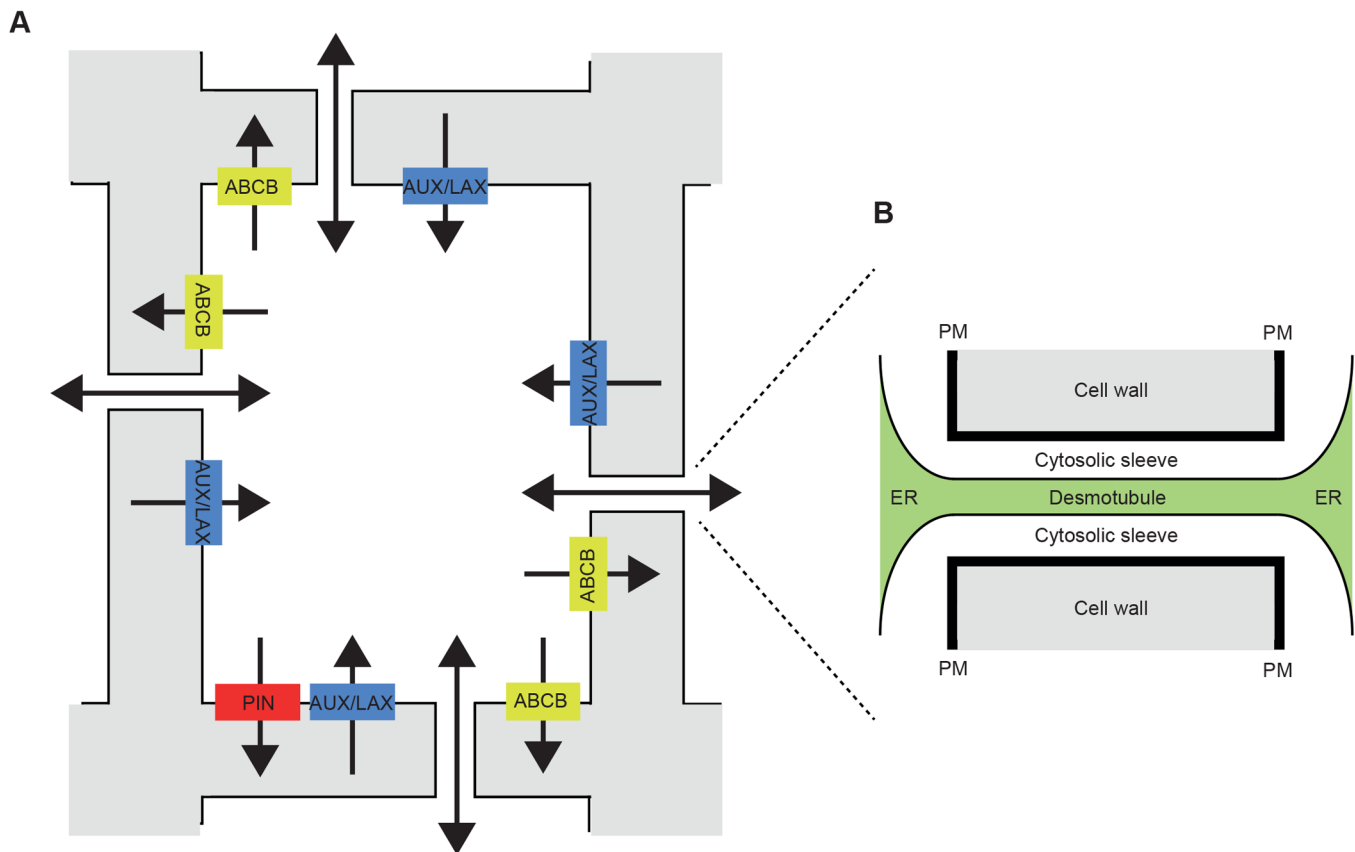 A
ABCB
AUX/LAX
ABCB
AUX/LAX
AUX/LAX
ABCB
PIN
AUX/LAX
ABCB
B
PM
PM
Cell wall
Cytosolic sleeve
ER
Desmotubule
ER
Cytosolic sleeve
Cell wall
PM
PM